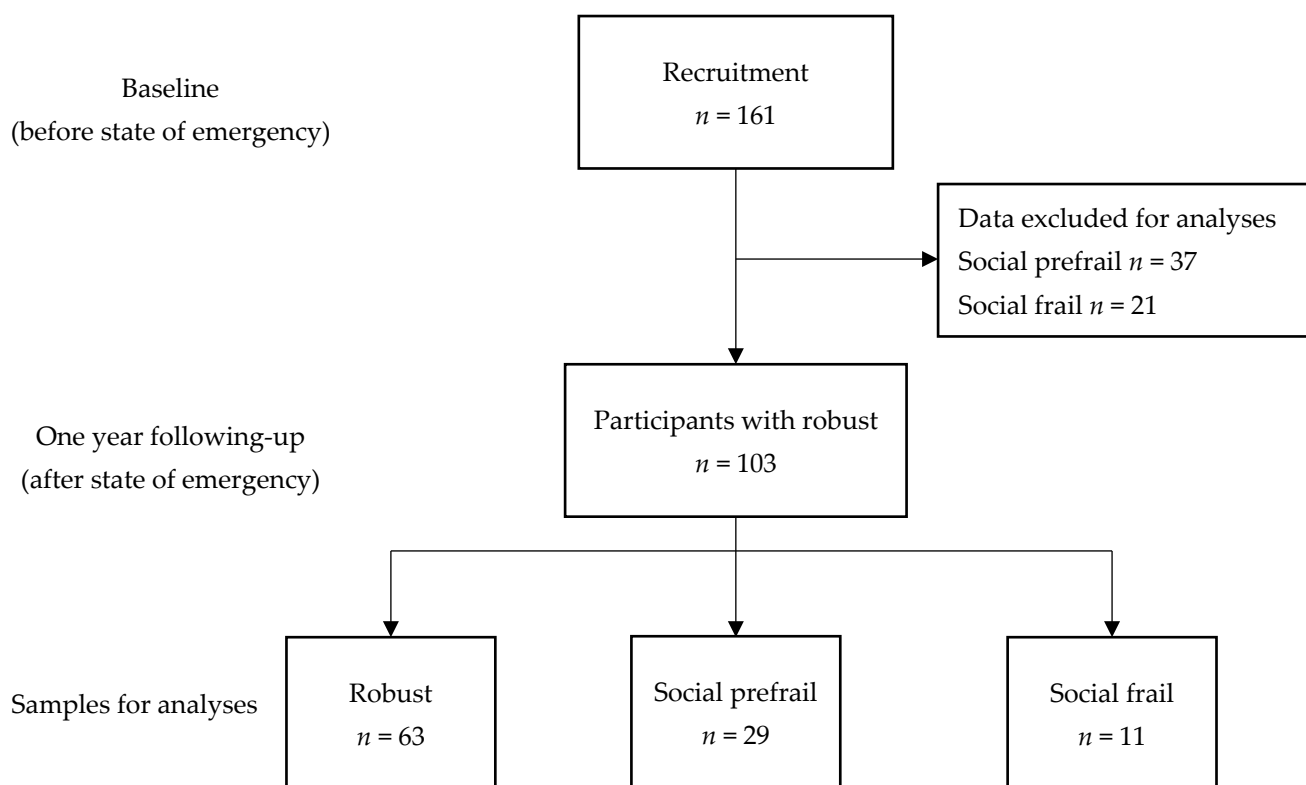 Recruitment
n = 161
Baseline
(before state of emergency)
Data excluded for analyses
Social prefrail n = 37
Social frail n = 21
Participants with robust
n = 103
One year following-up
(after state of emergency)
Samples for analyses
Robust
n = 63
Social prefrail
n = 29
Social frail
n = 11